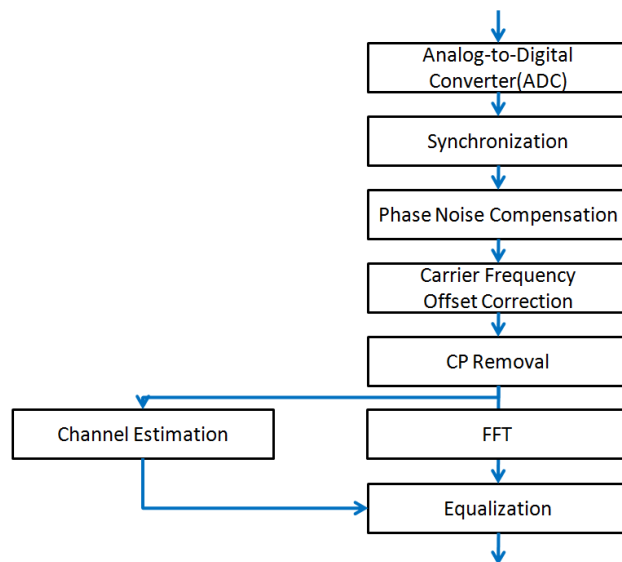 Analog-to-Digital
Converter(ADC)
Synchronization
Phase Noise Compensation
Carrier Frequency
Offset Correction
CP Removal
Channel Estimation
FFT
Equalization